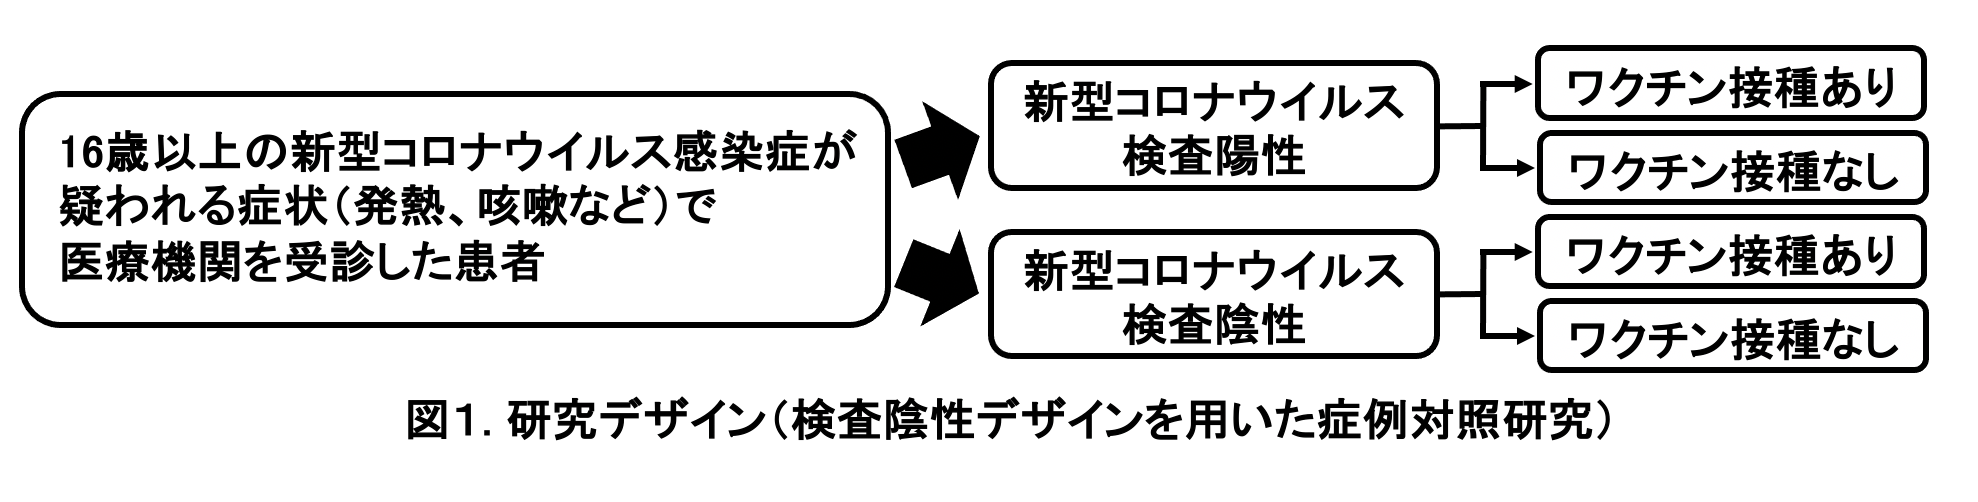 16歳以上の新型コロナウイルス感染症が
疑われる症状（発熱、咳嗽など）で
医療機関を受診した患者
新型コロナウイルス
検査陽性
ワクチン接種あり
ワクチン接種なし
新型コロナウイルス
検査陰性
ワクチン接種あり
ワクチン接種なし
図１. 研究デザイン（検査陰性デザインを用いた症例対照研究）